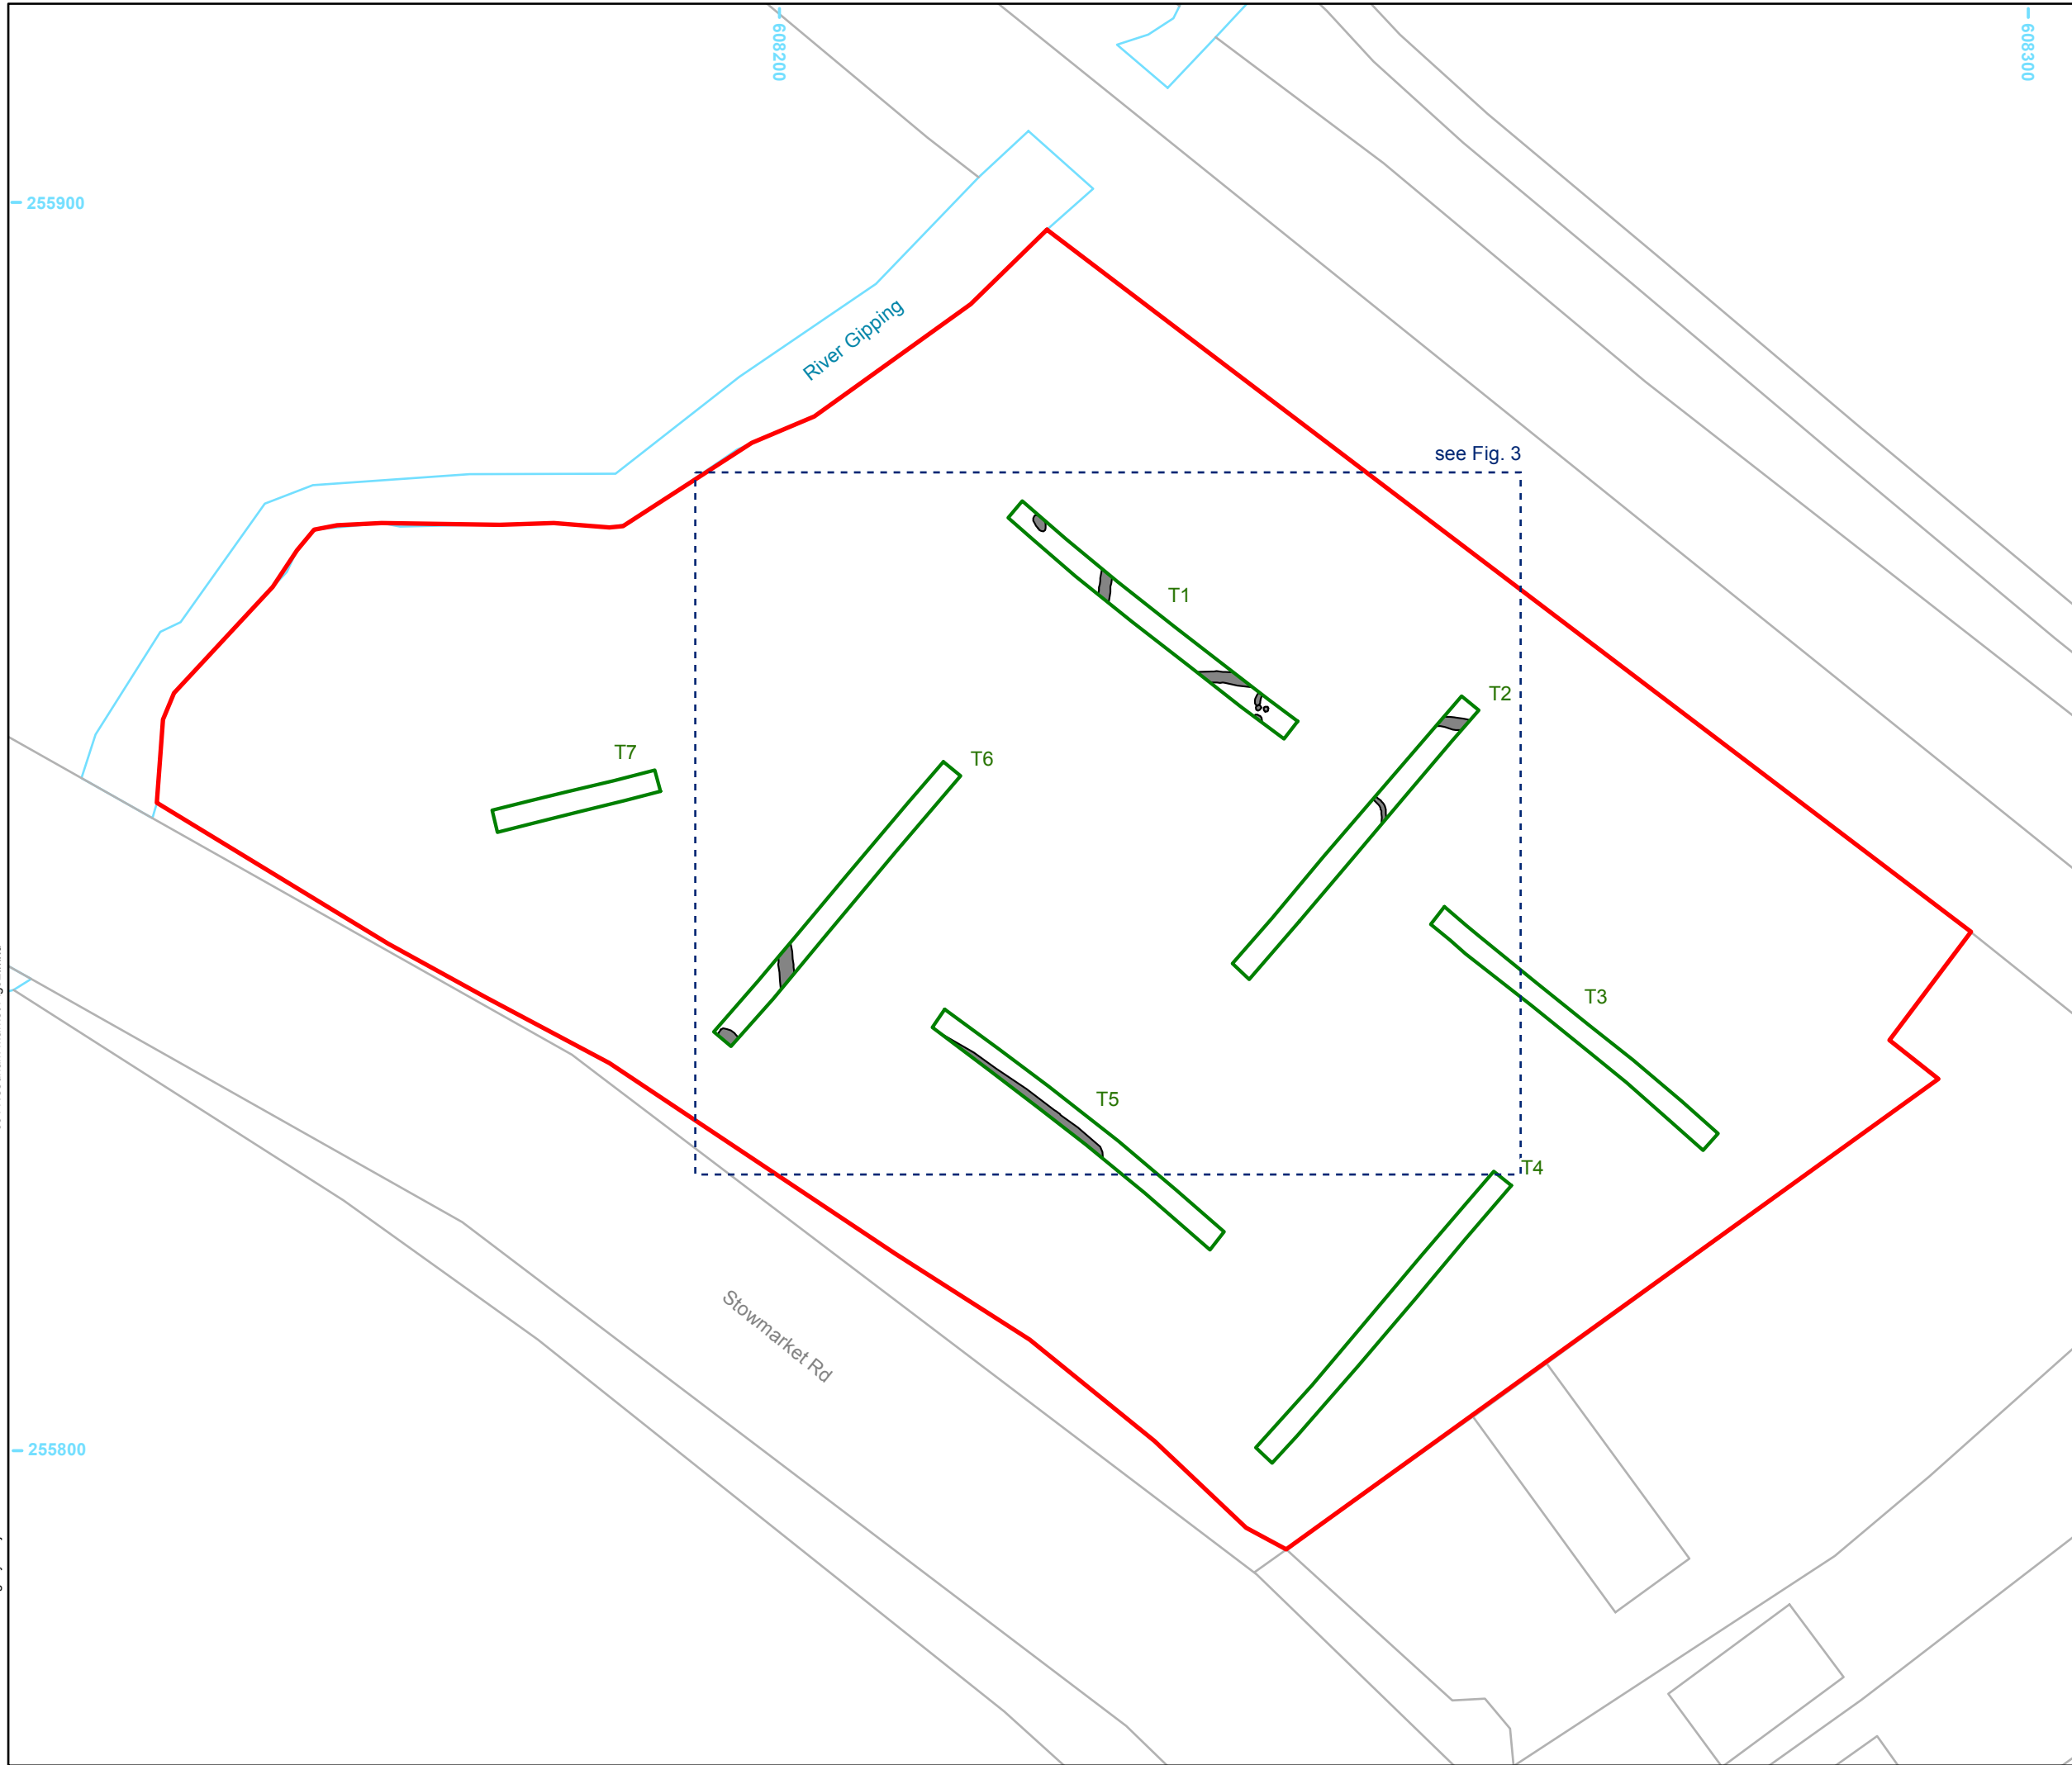 608200
608300
255900
River Gipping
see Fig. 3
T1
T2
T7
T6
T3
T5
T4
Stowmarket Rd
255800